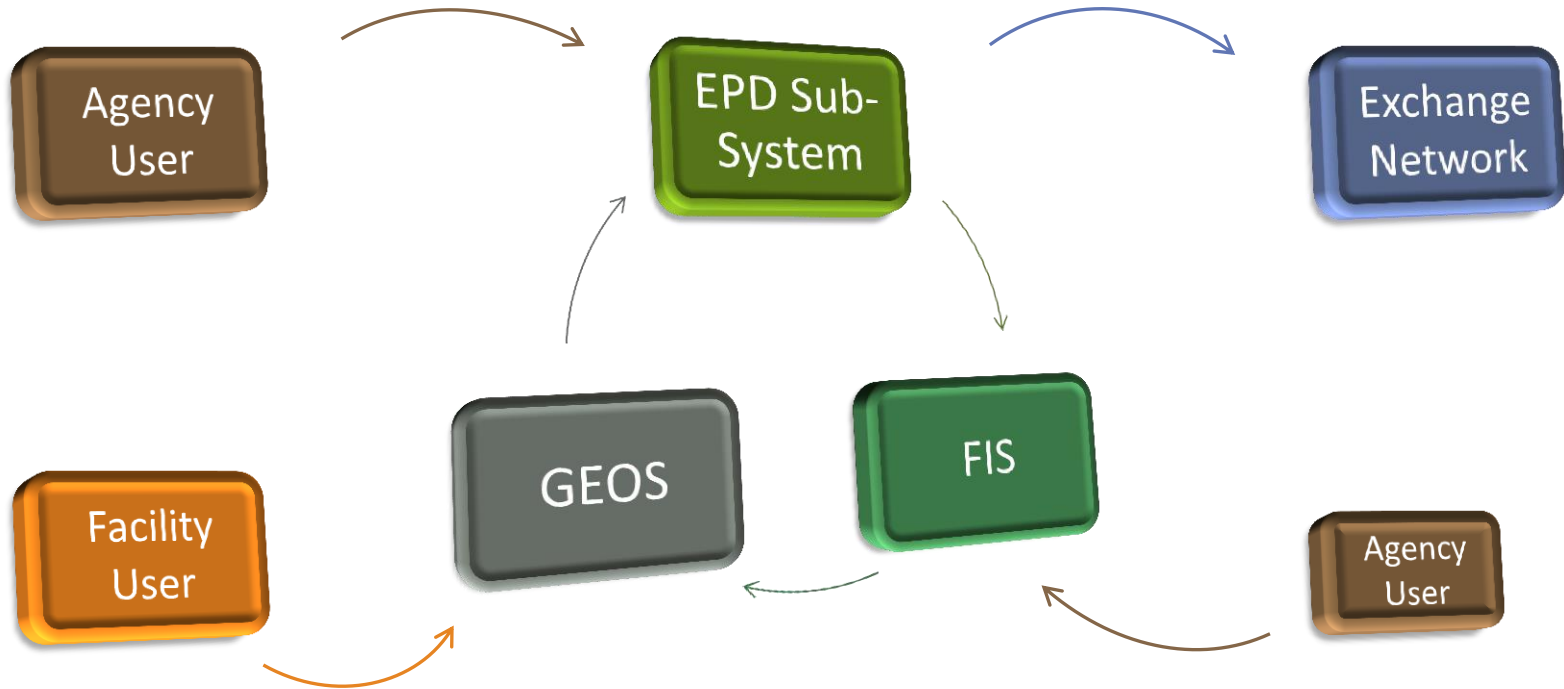 Agency
User
EPD Sub-
System
Exchange
Network
GEOS
FIS
Facility
User
Agency
User